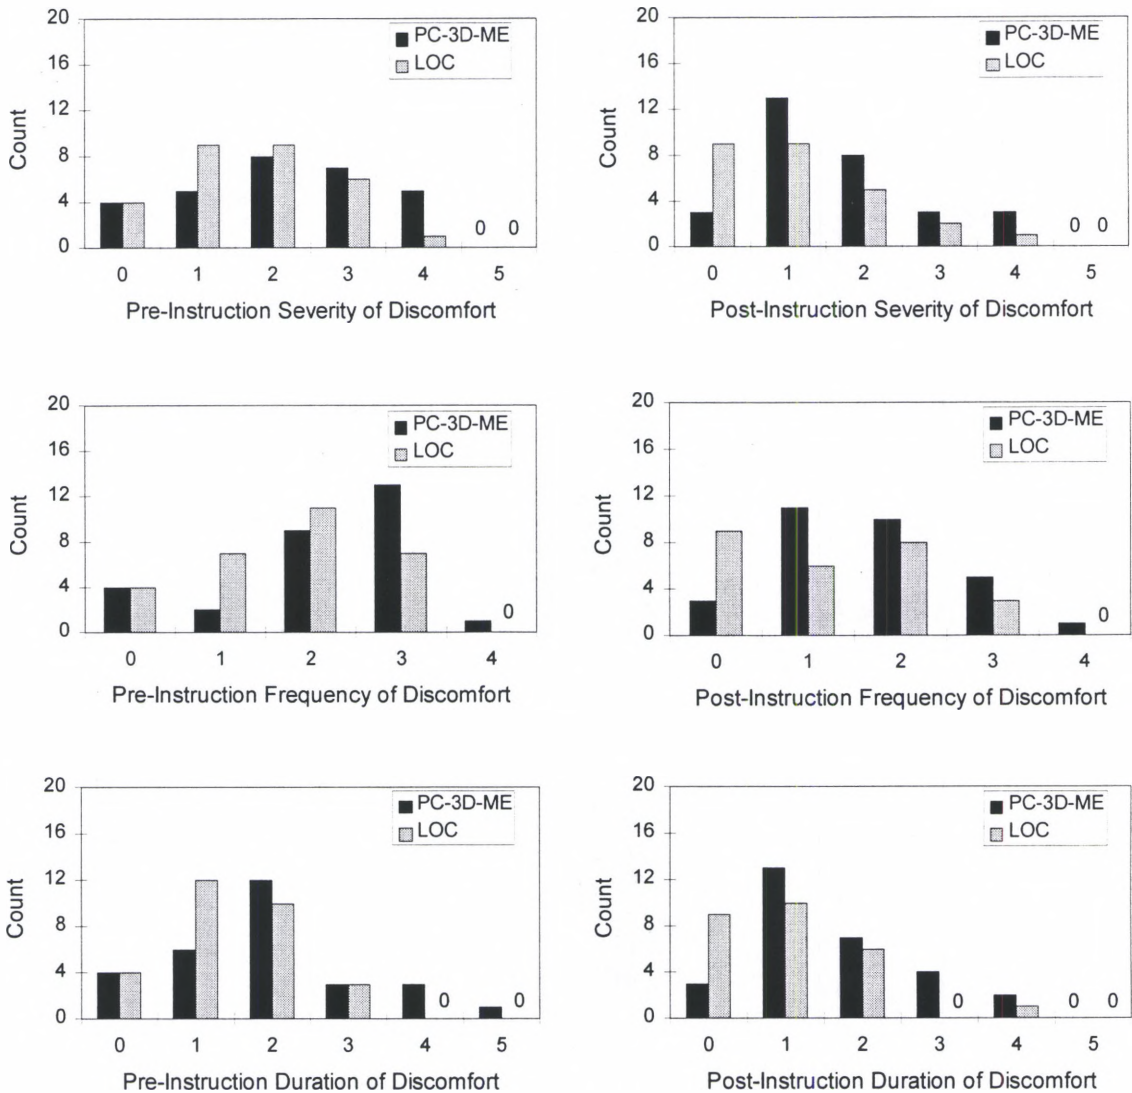 20
16
12
8
4
0
Count
PC-3D-ME
LOC
0 0
0 1 2 3 4 5
Pre-Instruction Severity of Discomfort
20
16
12
8
4
0
Count
PC-3D-ME
LOC
0 0
0 1 2 3 4 5
Post-Instruction Severity of Discomfort
20
16
12
8
4
0
Count
PC-3D-ME
LOC
0
0 1 2 3 4
Pre-Instruction Frequency of Discomfort
20
16
12
8
4
0
Count
PC-3D-ME
LOC
0
0 1 2 3 4
Post-Instruction Frequency of Discomfort
20
16
12
8
4
0
Count
PC-3D-ME
LOC
0 0
0 1 2 3 4 5
Pre-Instruction Duration of Discomfort
20
16
12
8
4
0
Count
PC-3D-ME
LOC
0 0 0
0 1 2 3 4 5
Post-Instruction Duration of Discomfort